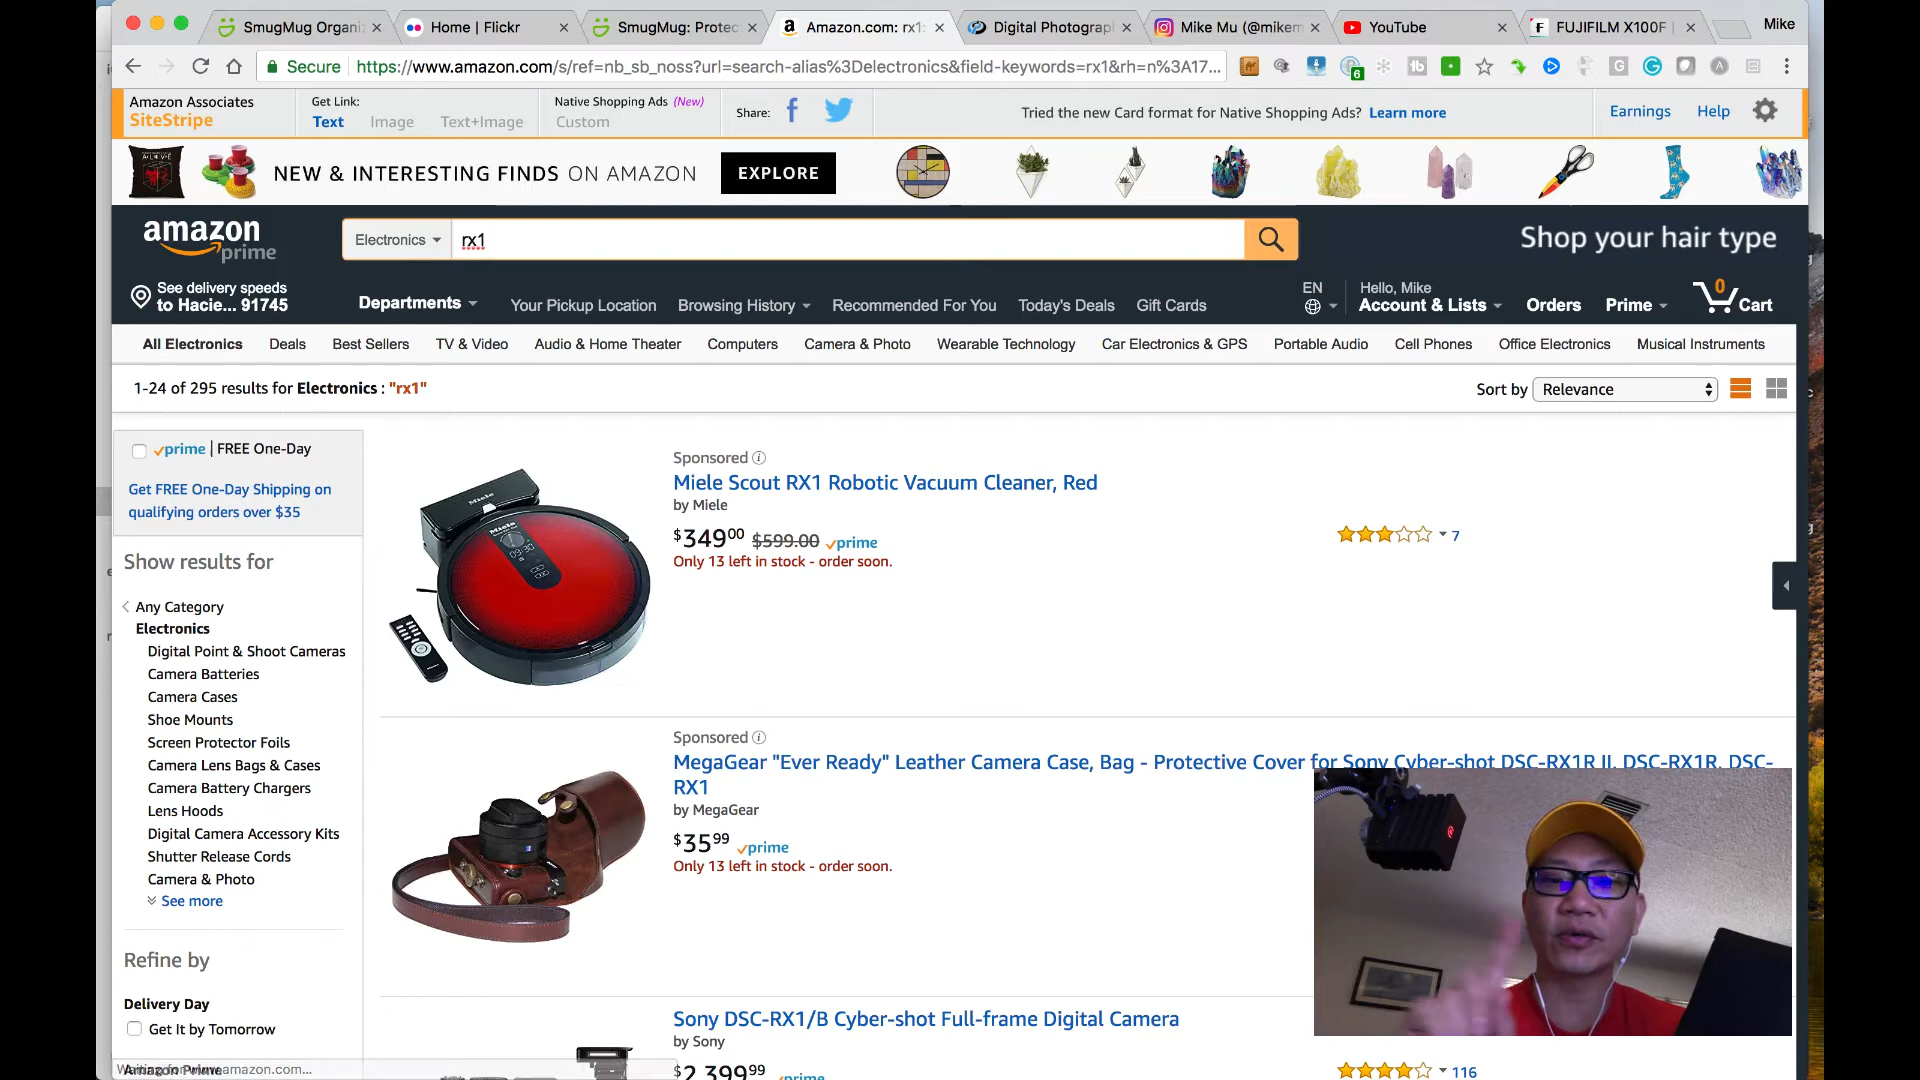 SmugMug Organi
Home | Flickr
SmugMug: Protec
Amazon.com: rx1:
Digital Photograp
Mike Mu (@mikem
YouTube
FUJIFILM X100F |
Mike
Secure
https://www.amazon.com/s/ref=nb_sb_noss?url=search-alias%3Delectronics&field-keywords=rx1&rh=n%3A17...
6
Amazon Associates
SiteStripe
Get Link:
Text Image Text+Image
Native Shopping Ads (New)
Custom
Share:
Tried the new Card format for Native Shopping Ads? Learn more
Earnings
Help
NEW & INTERESTING FINDS ON AMAZON
EXPLORE
amazon
prime
Electronics
rx1
Shop your hair type
See delivery speeds
to Hacie... 91745
Departments
Your Pickup Location
Browsing History
Recommended For You
Today's Deals
Gift Cards
EN
Hello, Mike
Account & Lists
Orders
Prime
0
Cart
All Electronics
Deals
Best Sellers
TV & Video
Audio & Home Theater
Computers
Camera & Photo
Wearable Technology
Car Electronics & GPS
Portable Audio
Cell Phones
Office Electronics
Musical Instruments
1-24 of 295 results for Electronics : "rx1"
Sort by
Relevance
prime | FREE One-Day
Get FREE One-Day Shipping on
qualifying orders over $35
Show results for
Any Category
Electronics
Digital Point & Shoot Cameras
Camera Batteries
Camera Cases
Shoe Mounts
Screen Protector Foils
Camera Lens Bags & Cases
Camera Battery Chargers
Lens Hoods
Digital Camera Accessory Kits
Shutter Release Cords
Camera & Photo
See more
Refine by
Delivery Day
Get It by Tomorrow
Amazon Prime
Sponsored
Miele Scout RX1 Robotic Vacuum Cleaner, Red
by Miele
$349 00 $599.00 prime
Only 13 left in stock - order soon.
7
Sponsored
MegaGear "Ever Ready" Leather Camera Case, Bag - Protective Cover for Sony Cyber-shot DSC-RX1R II, DSC-RX1R, DSC-
RX1
by MegaGear
$35 99 prime
Only 13 left in stock - order soon.
Sony DSC-RX1/B Cyber-shot Full-frame Digital Camera
by Sony
$2,399 99 prime
116